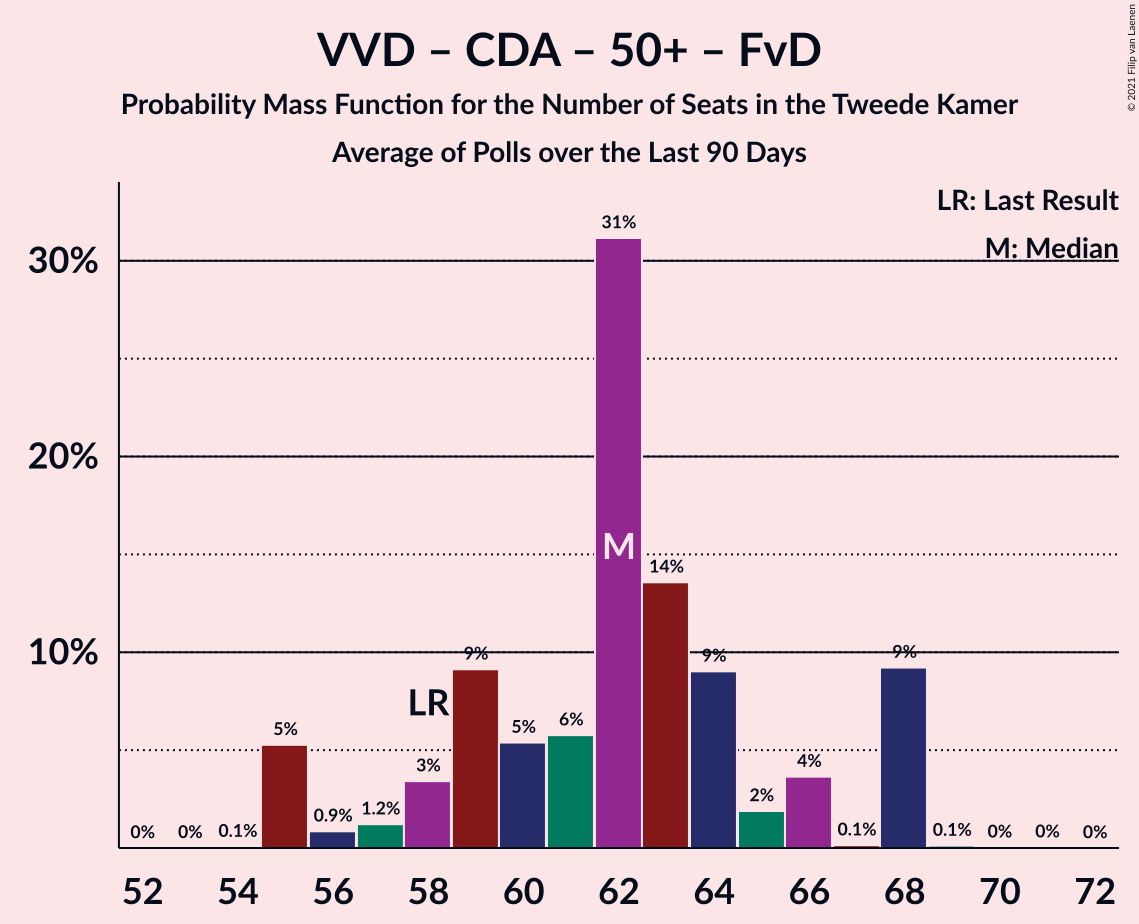 VVD – CDA – 50+ – FvD
Probability Mass Function for the Number of Seats in the Tweede Kamer
Average of Polls over the Last 90 Days
© 2021 Filip van Laenen
LR: Last Result
M: Median
30%
20%
10%
0%
0%
0.1%
5%
0.9%
1.2%
3%
LR
9%
5%
6%
31%
M
14%
9%
2%
4%
0.1%
9%
0.1%
0%
0%
0%
52 54 56 58 60 62 64 66 68 70 72